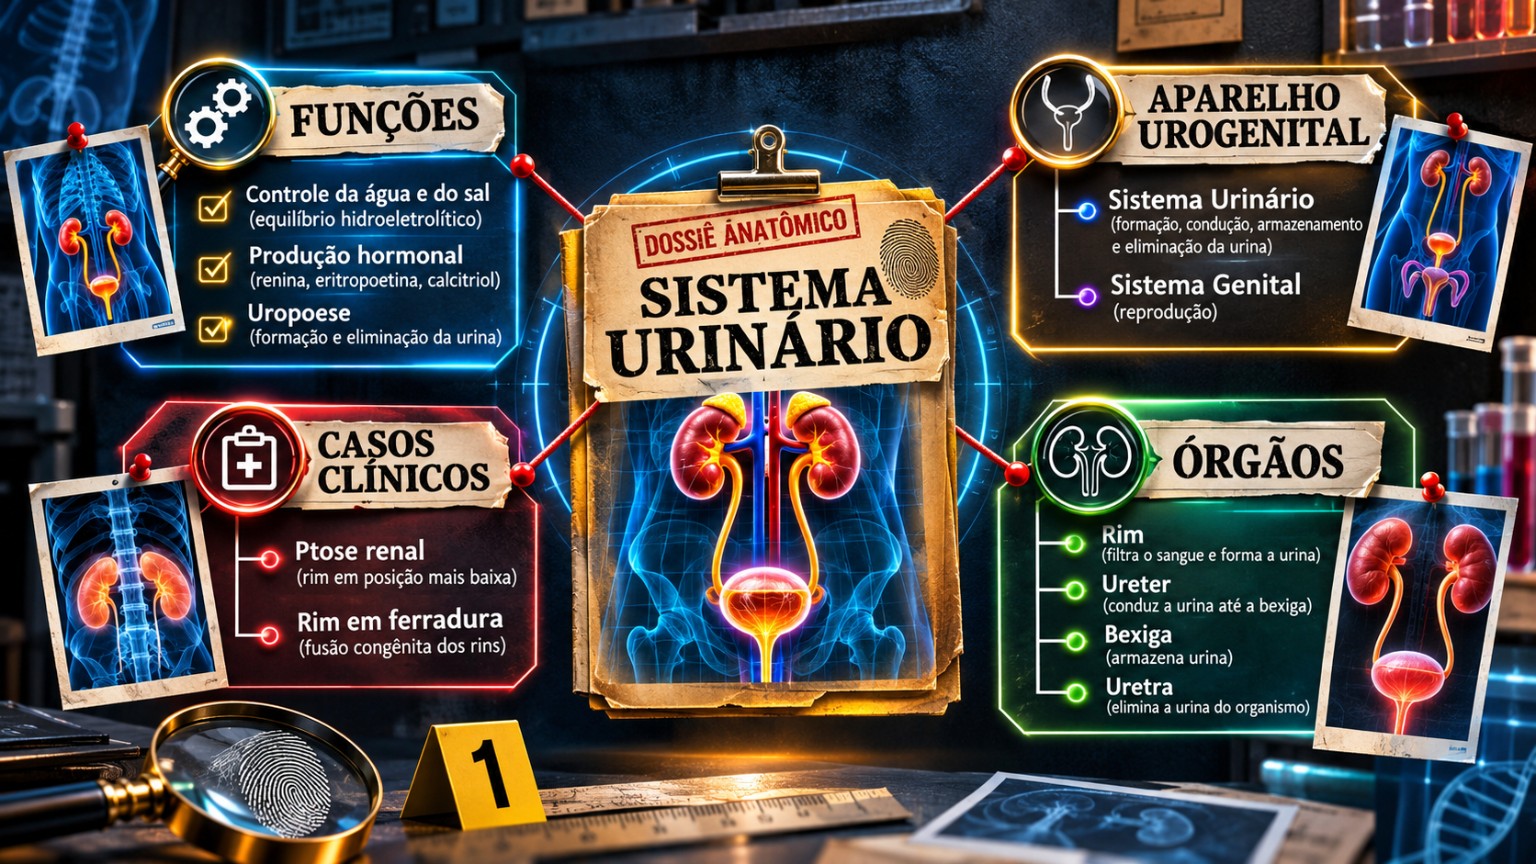 FUNÇÕES
Controle da água e do sal
(equilíbrio hidroeletrolítico)
Produção hormonal
(renina, eritropoetina, calcitriol)
Uropoese
(formação e eliminação da urina)
CASOS
CLÍNICOS
Ptose renal
(rim em posição mais baixa)
Rim em ferradura
(fusão congênita dos rins)
DOSSIÊ ANATÔMICO
SISTEMA
URINÁRIO
APARELHO
UROGENITAL
Sistema Urinário
(formação, condução, armazenamento
e eliminação da urina)
Sistema Genital
(reprodução)
ÓRGÃOS
Rim
(filtra o sangue e forma a urina)
Ureter
(conduz a urina até a bexiga)
Bexiga
(armazena urina)
Uretra
(elimina a urina do organismo)
1